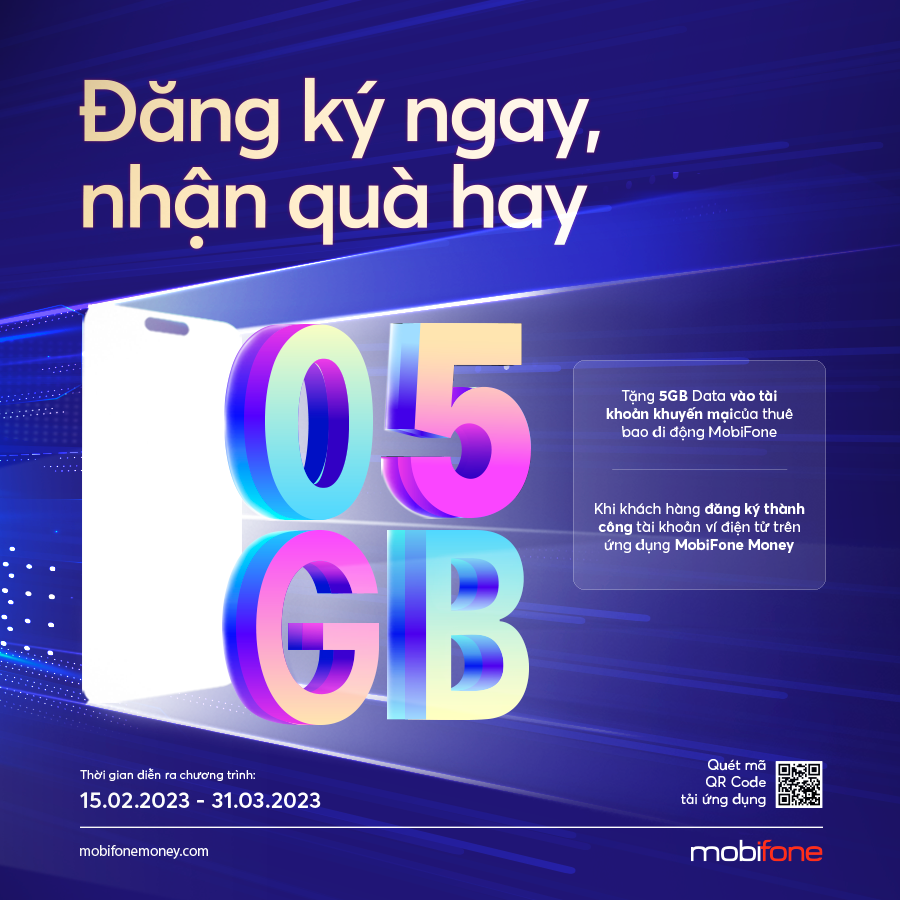 Đăng ký ngay,
nhận quà hay
05
GB
Tặng 5GB Data vào tài
khoản khuyến mạicủa thuê
bao di động MobiFone
Khi khách hàng đăng ký thành
công tài khoản ví điện tử trên
ứng dụng MobiFone Money
Thời gian diễn ra chương trình:
15.02.2023 - 31.03.2023
Quét mã
QR Code
tải ứng dụng
mobifonemoney.com
mobifone